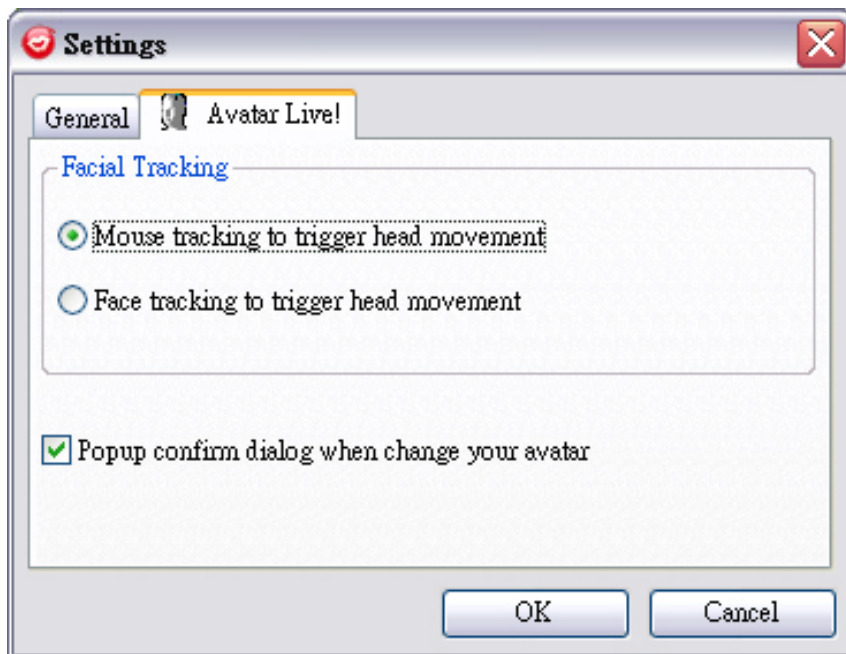 Settings
General
Avatar Live!
Facial Tracking
Mouse tracking to trigger head movement
Face tracking to trigger head movement
Popup confirm dialog when change your avatar
OK
Cancel